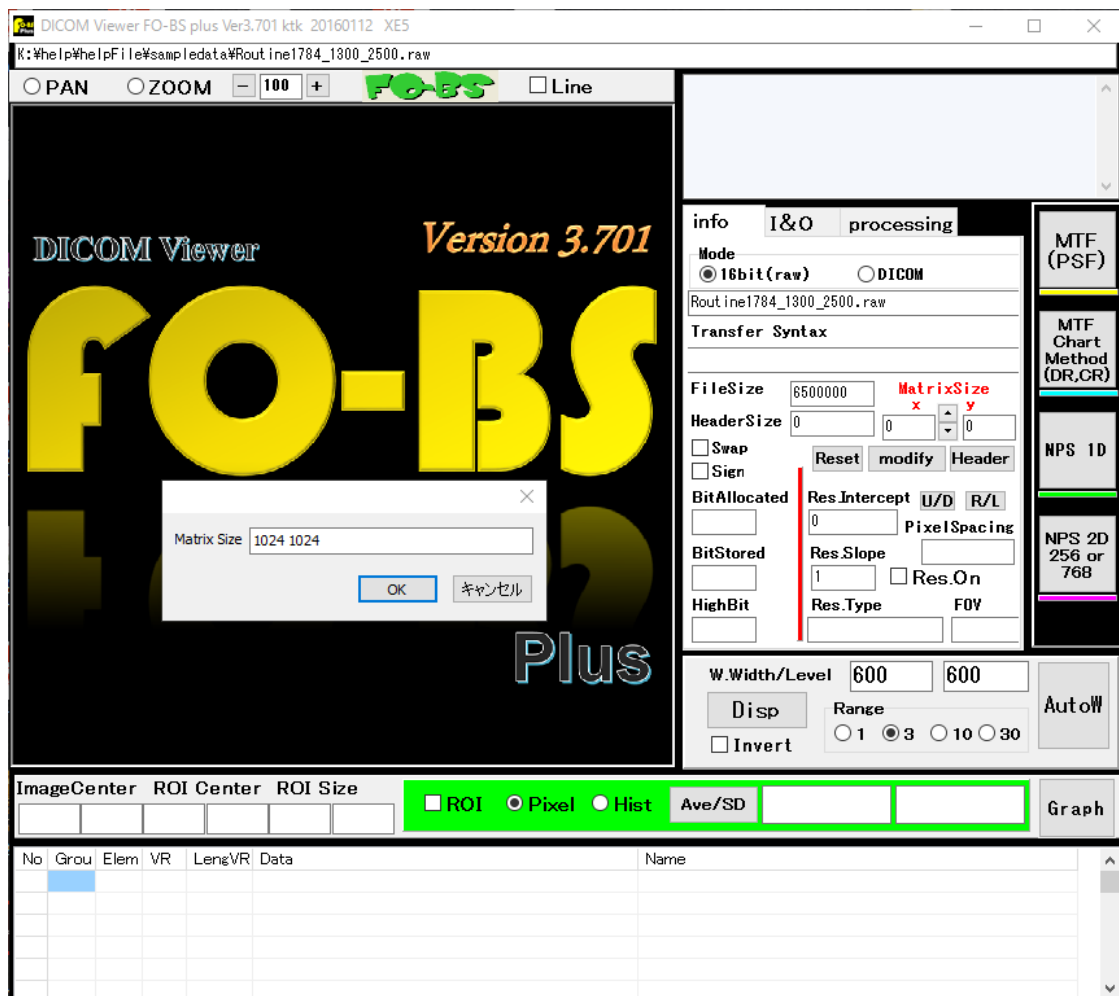 DICOM Viewer FO-BS plus Ver3.701 ktk 20160112 XE5
K:¥help¥helpFile¥sampledata¥Routine1784_1300_2500.raw
PAN ZOOM − 100 + FO-BS Line
info I&O processing
Mode
16bit(raw) DICOM
Routine1784_1300_2500.raw
Transfer Syntax
FileSize 6500000 MatrixSize
x y
HeaderSize 0 0 0
Swap
Sign
Reset modify Header
BitAllocated Res.Intercept U/D R/L
0 PixelSpacing
BitStored Res.Slope
1 Res.On
HighBit Res.Type FOV
MTF
(PSF)
MTF
Chart
Method
(DR,CR)
NPS 1D
NPS 2D
256 or
768
DICOM Viewer Version 3.701
FO-BS
Matrix Size 1024 1024
OK キャンセル
Plus
W.Width/Level 600 600
Disp
Range
1 3 10 30
Invert
AutoW
ImageCenter ROI Center ROI Size
ROI Pixel Hist Ave/SD
Graph
No Grou Elem VR LengVR Data Name